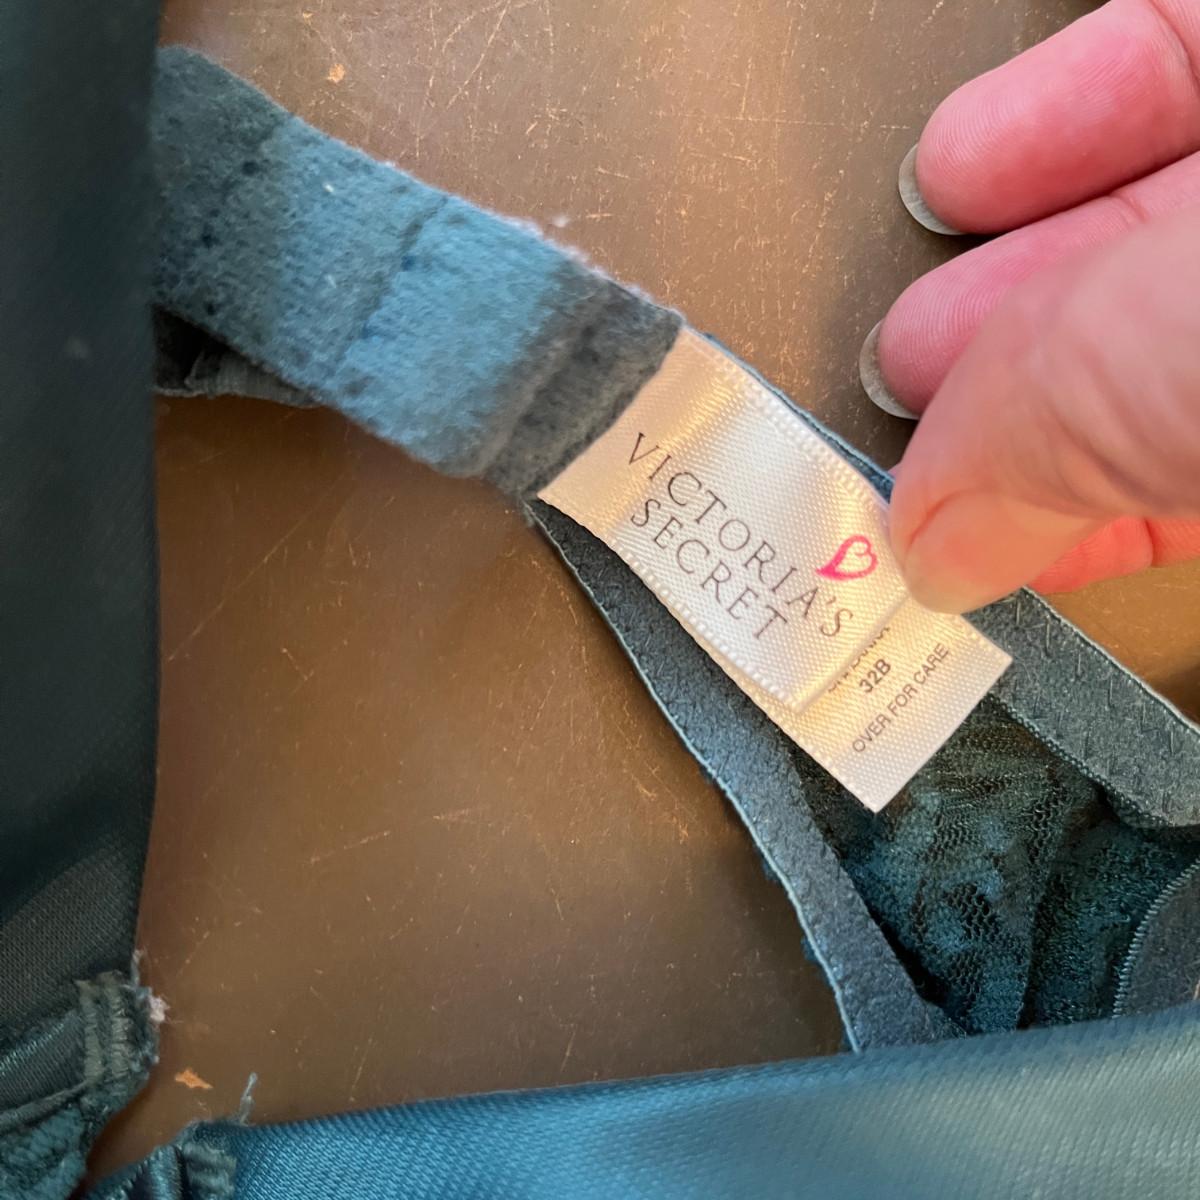 VICTORIA'S
SECRET
32B
OVER FOR CARE